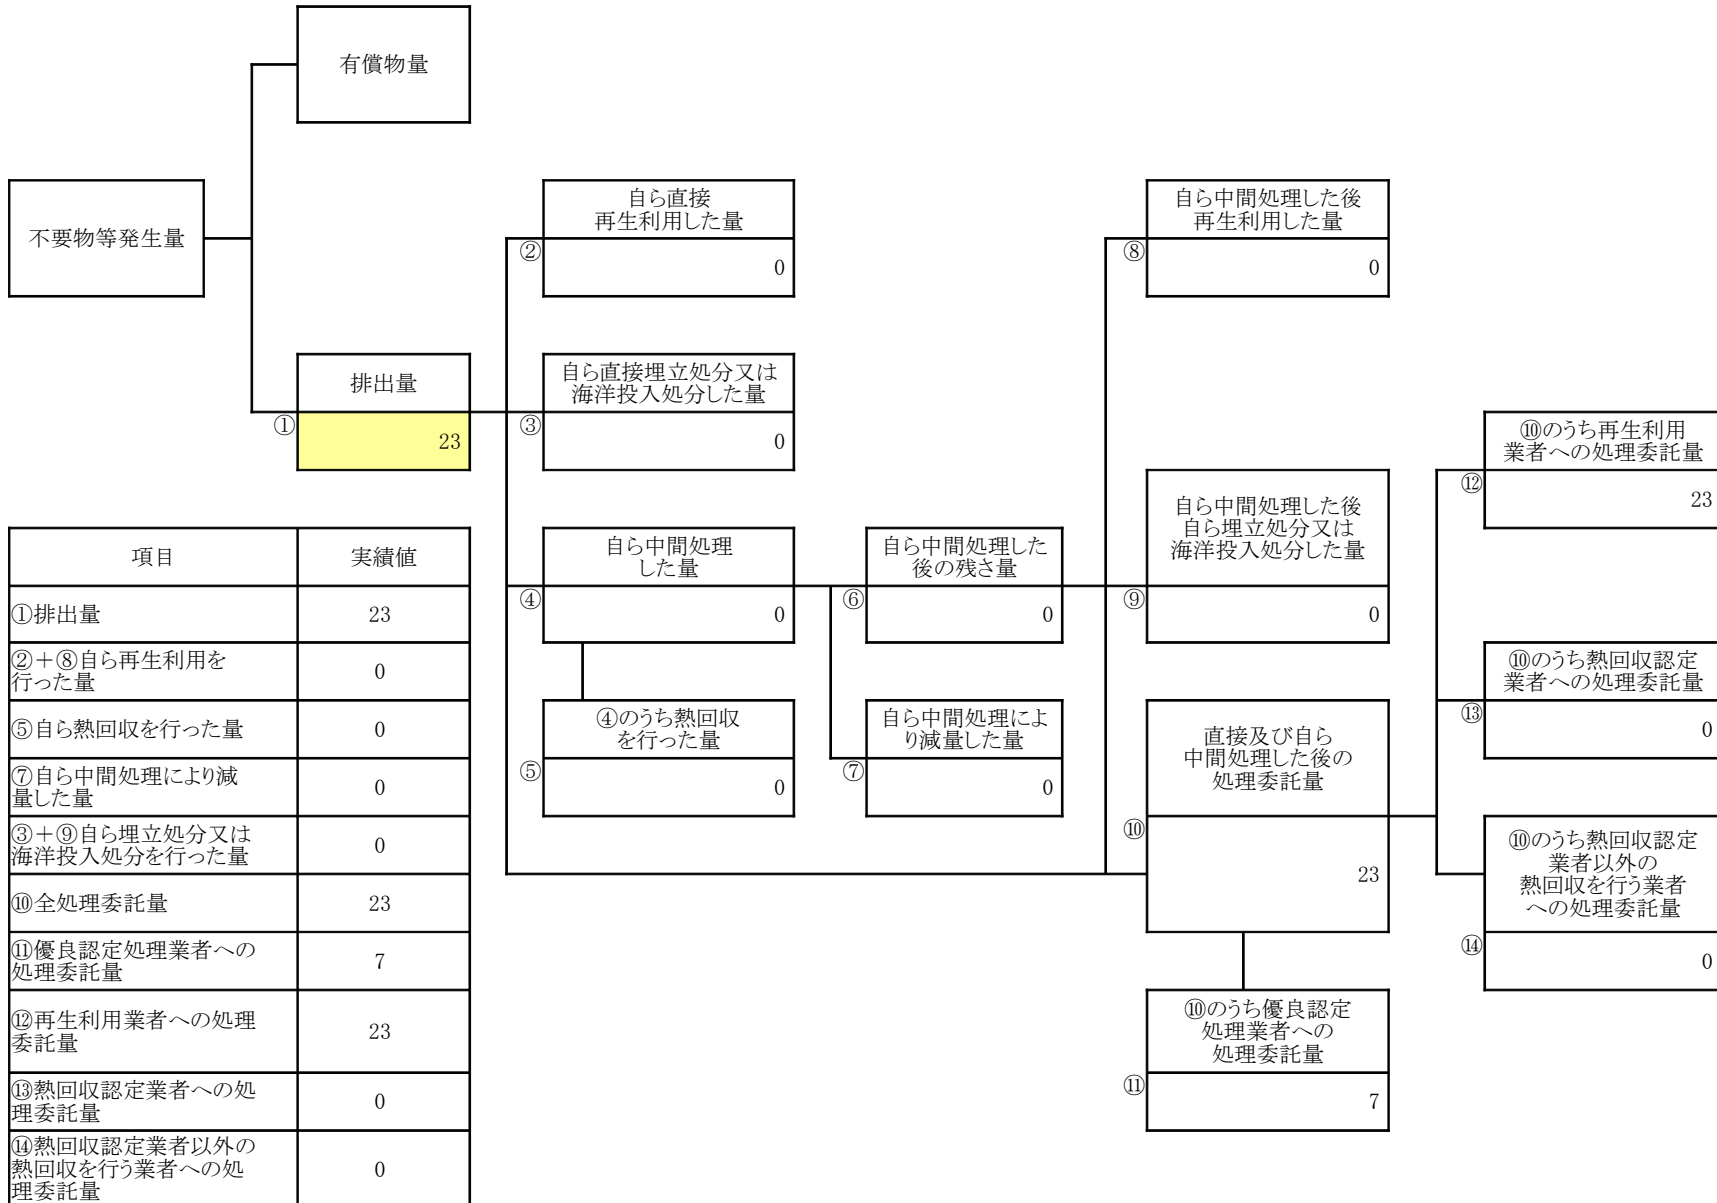 有償物量
不要物等発生量
自ら直接
再生利用した量
②
0
自ら中間処理した後
再生利用した量
⑧
0
排出量
①
23
自ら直接埋立処分又は
海洋投入処分した量
③
0
⑩のうち再生利用
業者への処理委託量
⑫
23
自ら中間処理した後
自ら埋立処分又は
海洋投入処分した量
⑨
0
自ら中間処理
した量
④
0
自ら中間処理した
後の残さ量
⑥
0
⑩のうち熱回収認定
業者への処理委託量
⑬
0
④のうち熱回収
を行った量
⑤
0
自ら中間処理によ
り減量した量
⑦
0
直接及び自ら
中間処理した後の
処理委託量
⑩
23
⑩のうち熱回収認定
業者以外の
熱回収を行う業者
への処理委託量
⑭
0
⑩のうち優良認定
処理業者への
処理委託量
⑪
7
項目 実績値
①排出量 23
②+⑧自ら再生利用を
行った量 0
⑤自ら熱回収を行った量 0
⑦自ら中間処理により減
量した量 0
③+⑨自ら埋立処分又は
海洋投入処分を行った量 0
⑩全処理委託量 23
⑪優良認定処理業者への
処理委託量 7
⑫再生利用業者への処理
委託量 23
⑬熱回収認定業者への処
理委託量 0
⑭熱回収認定業者以外の
熱回収を行う業者への処
理委託量 0